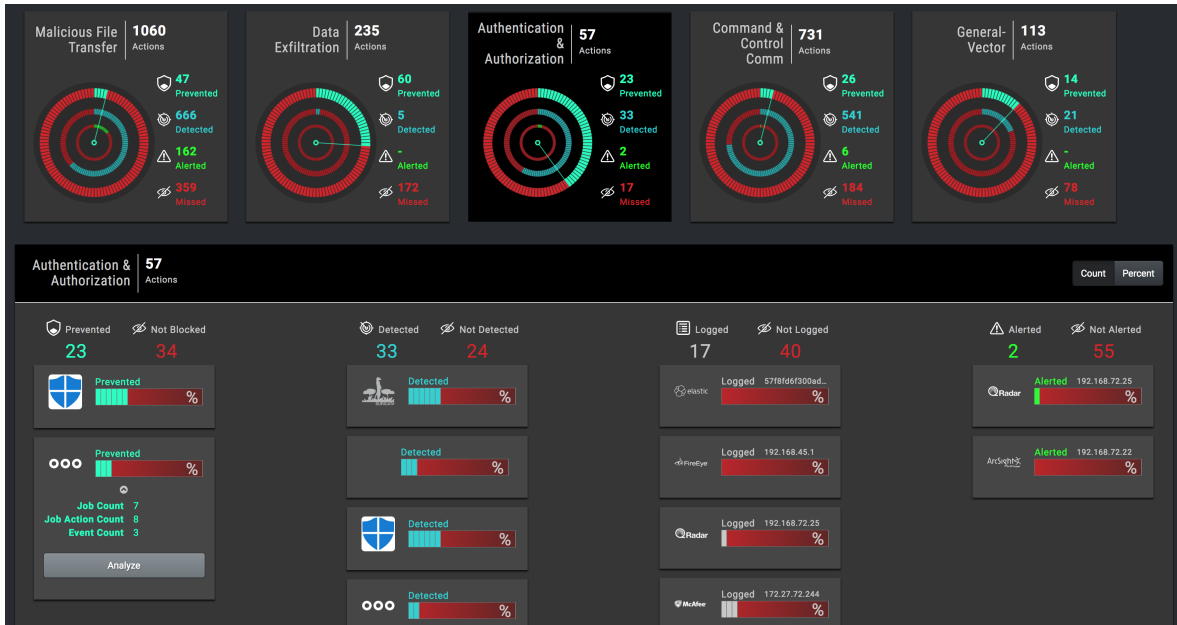 Malicious File
Transfer
1060
Actions
47
Prevented
666
Detected
162
Alerted
359
Missed
Data
Exfiltration
235
Actions
60
Prevented
5
Detected
-
Alerted
172
Missed
Authentication
&
Authorization
57
Actions
23
Prevented
33
Detected
2
Alerted
17
Missed
Command &
Control
Comm
731
Actions
26
Prevented
541
Detected
6
Alerted
184
Missed
General-
Vector
113
Actions
14
Prevented
21
Detected
-
Alerted
78
Missed
Authentication &
Authorization
57
Actions
Count Percent
Prevented Not Blocked
23 34
Prevented
%
Prevented
%
Job Count 7
Job Action Count 8
Event Count 3
Analyze
Detected Not Detected
33 24
Detected
%
Detected
%
Detected
%
Detected
%
Logged Not Logged
17 40
elastic Logged 57f8fd6f300ad...
%
FireEye Logged 192.168.45.1
%
QRadar Logged 192.168.72.25
%
McAfee Logged 172.27.72.244
%
Alerted Not Alerted
2 55
QRadar Alerted 192.168.72.25
%
ArcSight Alerted 192.168.72.22
%